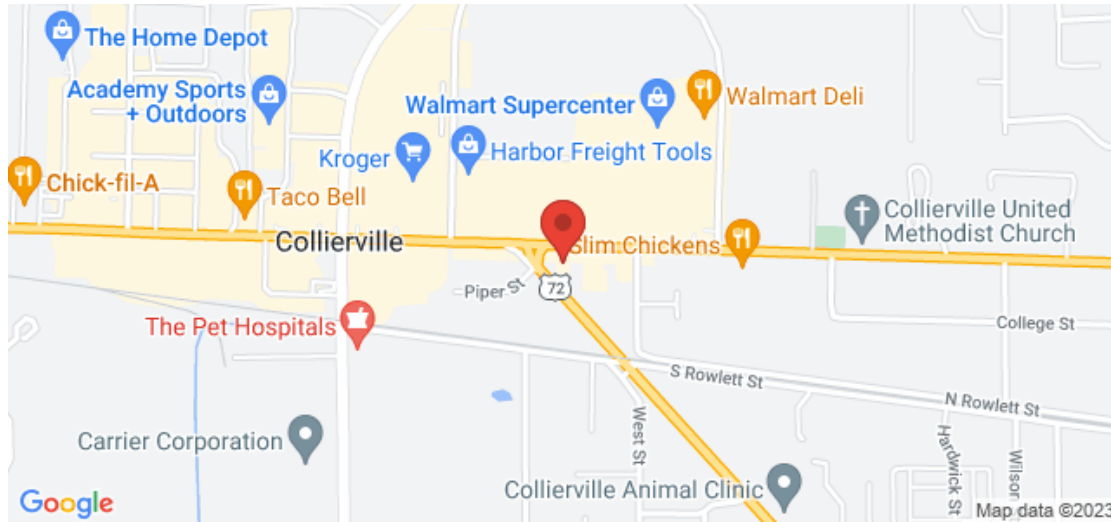 The Home Depot
Academy Sports
+ Outdoors
Walmart Supercenter
Walmart Deli
Kroger
Harbor Freight Tools
Chick-fil-A
Taco Bell
Collierville
Slim Chickens
Collierville United
Methodist Church
Piper St
72
The Pet Hospitals
College St
S Rowlett St
N Rowlett St
West St
Hardwick St
Wilson
Carrier Corporation
Collierville Animal Clinic
Google
Map data ©2023